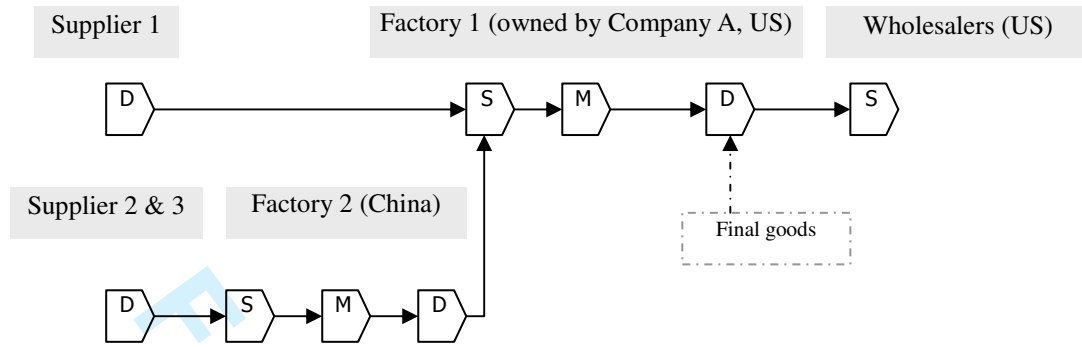 Supplier 1
Factory 1 (owned by Company A, US)
Wholesalers (US)
D
S
M
D
S
Supplier 2 & 3
Factory 2 (China)
Final goods
D
S
M
D
F